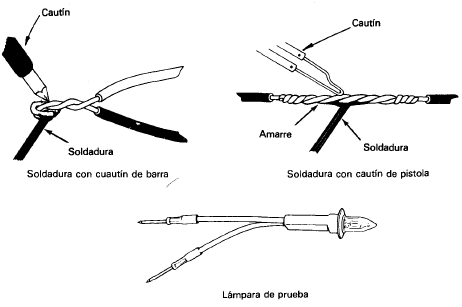 Cautín
Soldadura
Soldadura con cuautín de barra
Cautín
Amarre
Soldadura
Soldadura con cautín de pistola
Lámpara de prueba